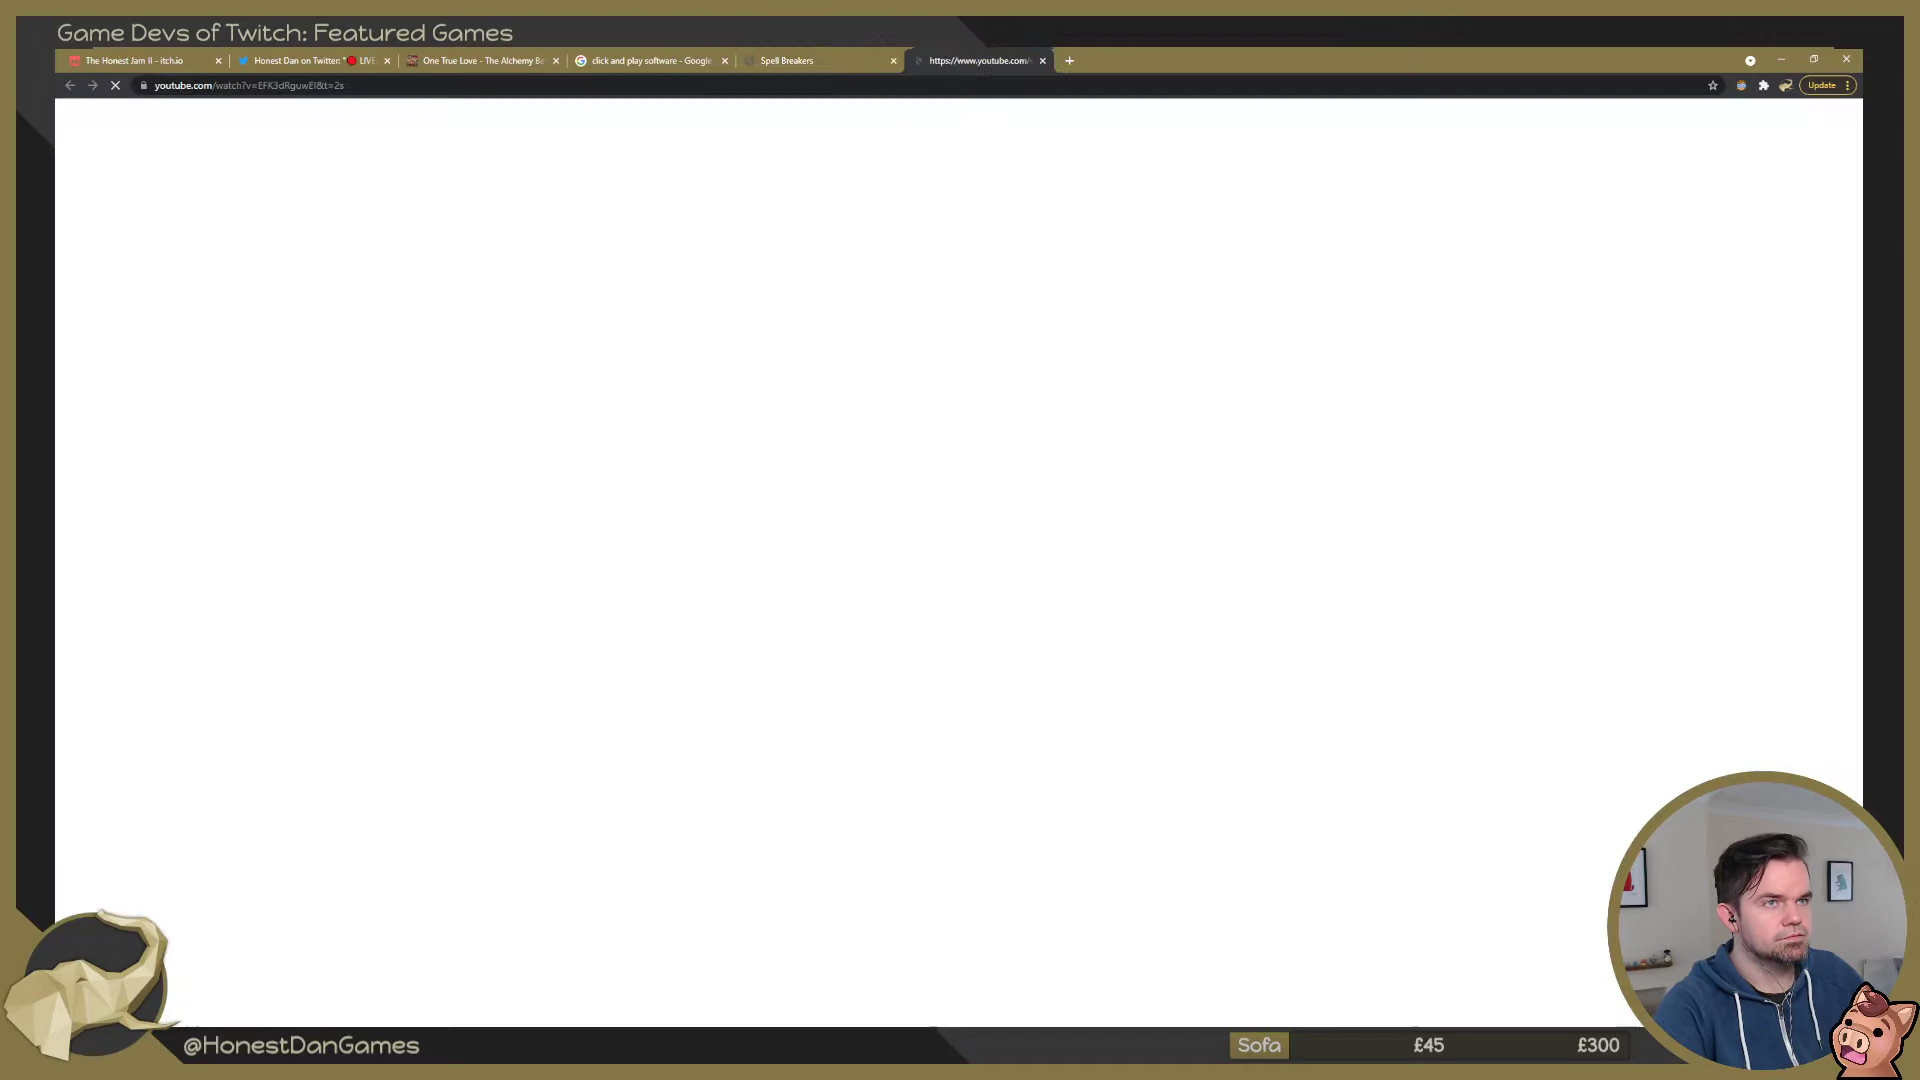 Game Devs of Twitch: Featured Games
The Honest Jam II - itch.io
Honest Dan on Twitter: "🔴 LIVE
One True Love - The Alchemy Be
click and play software - Google
Spell Breakers
https://www.youtube.com/
youtube.com/watch?v=EFK3dRguwEI&t=2s
Update
@HonestDanGames
Sofa £45 £300